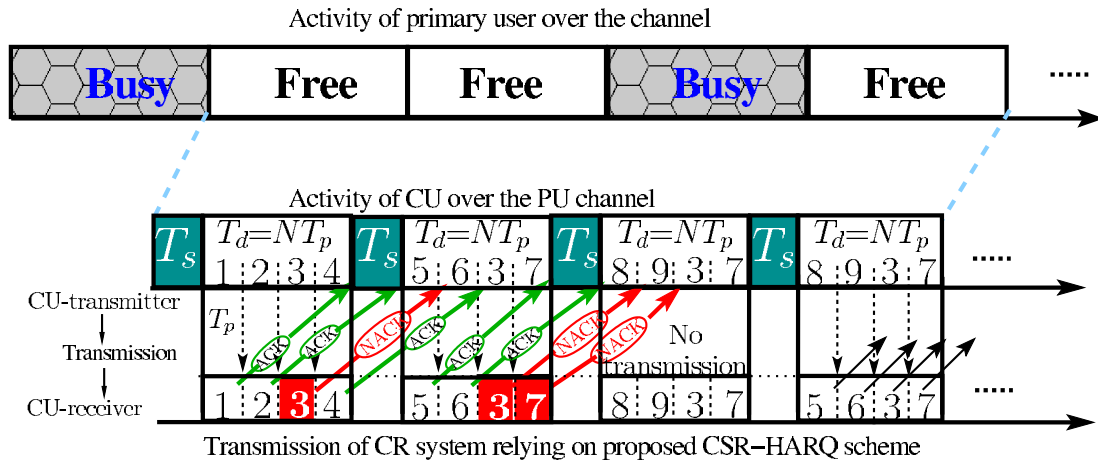 Activity of primary user over the channel
Busy Free Free Busy Free .....
Activity of CU over the PU channel
T_s T_d=NT_p T_s T_d=NT_p T_s T_d=NT_p T_s T_d=NT_p
1 2 3 4 5 6 3 7 8 9 3 7 8 9 3 7 .....
CU-transmitter
T_p
Transmission
ACK ACK NACK ACK ACK ACK NACK NACK
No
transmission
CU-receiver
1 2 3 4 5 6 3 7 8 9 3 7 5 6 3 7 .....
Transmission of CR system relying on proposed CSR-HARQ scheme